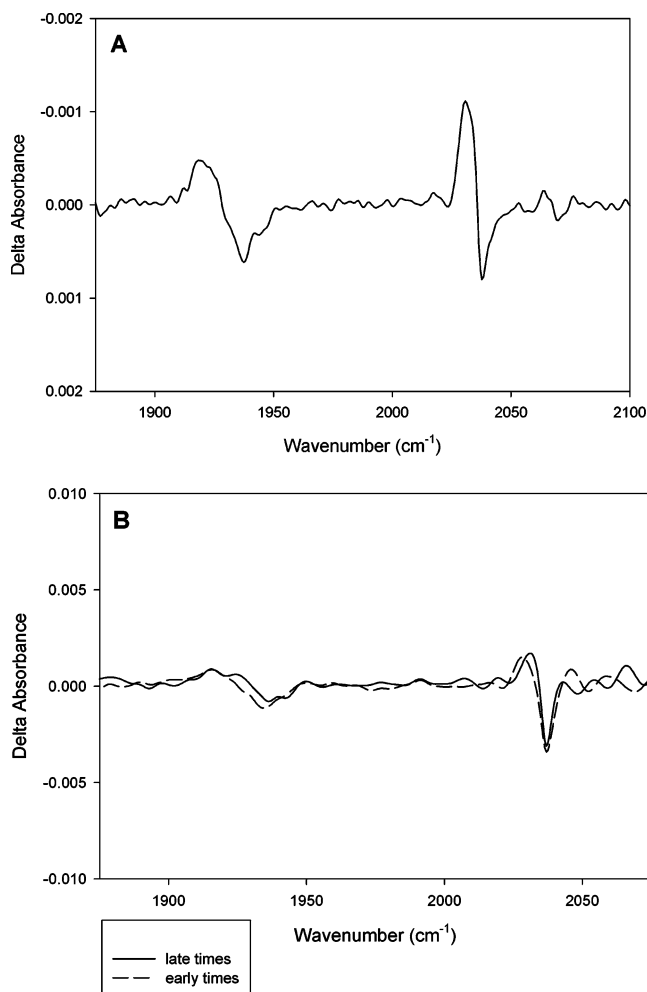 A
-0.002
-0.001
0.000
0.001
0.002
Delta Absorbance
1900 1950 2000 2050 2100
Wavenumber (cm⁻¹)
B
0.010
0.005
0.000
-0.005
-0.010
Delta Absorbance
1900 1950 2000 2050
Wavenumber (cm⁻¹)
late times
early times